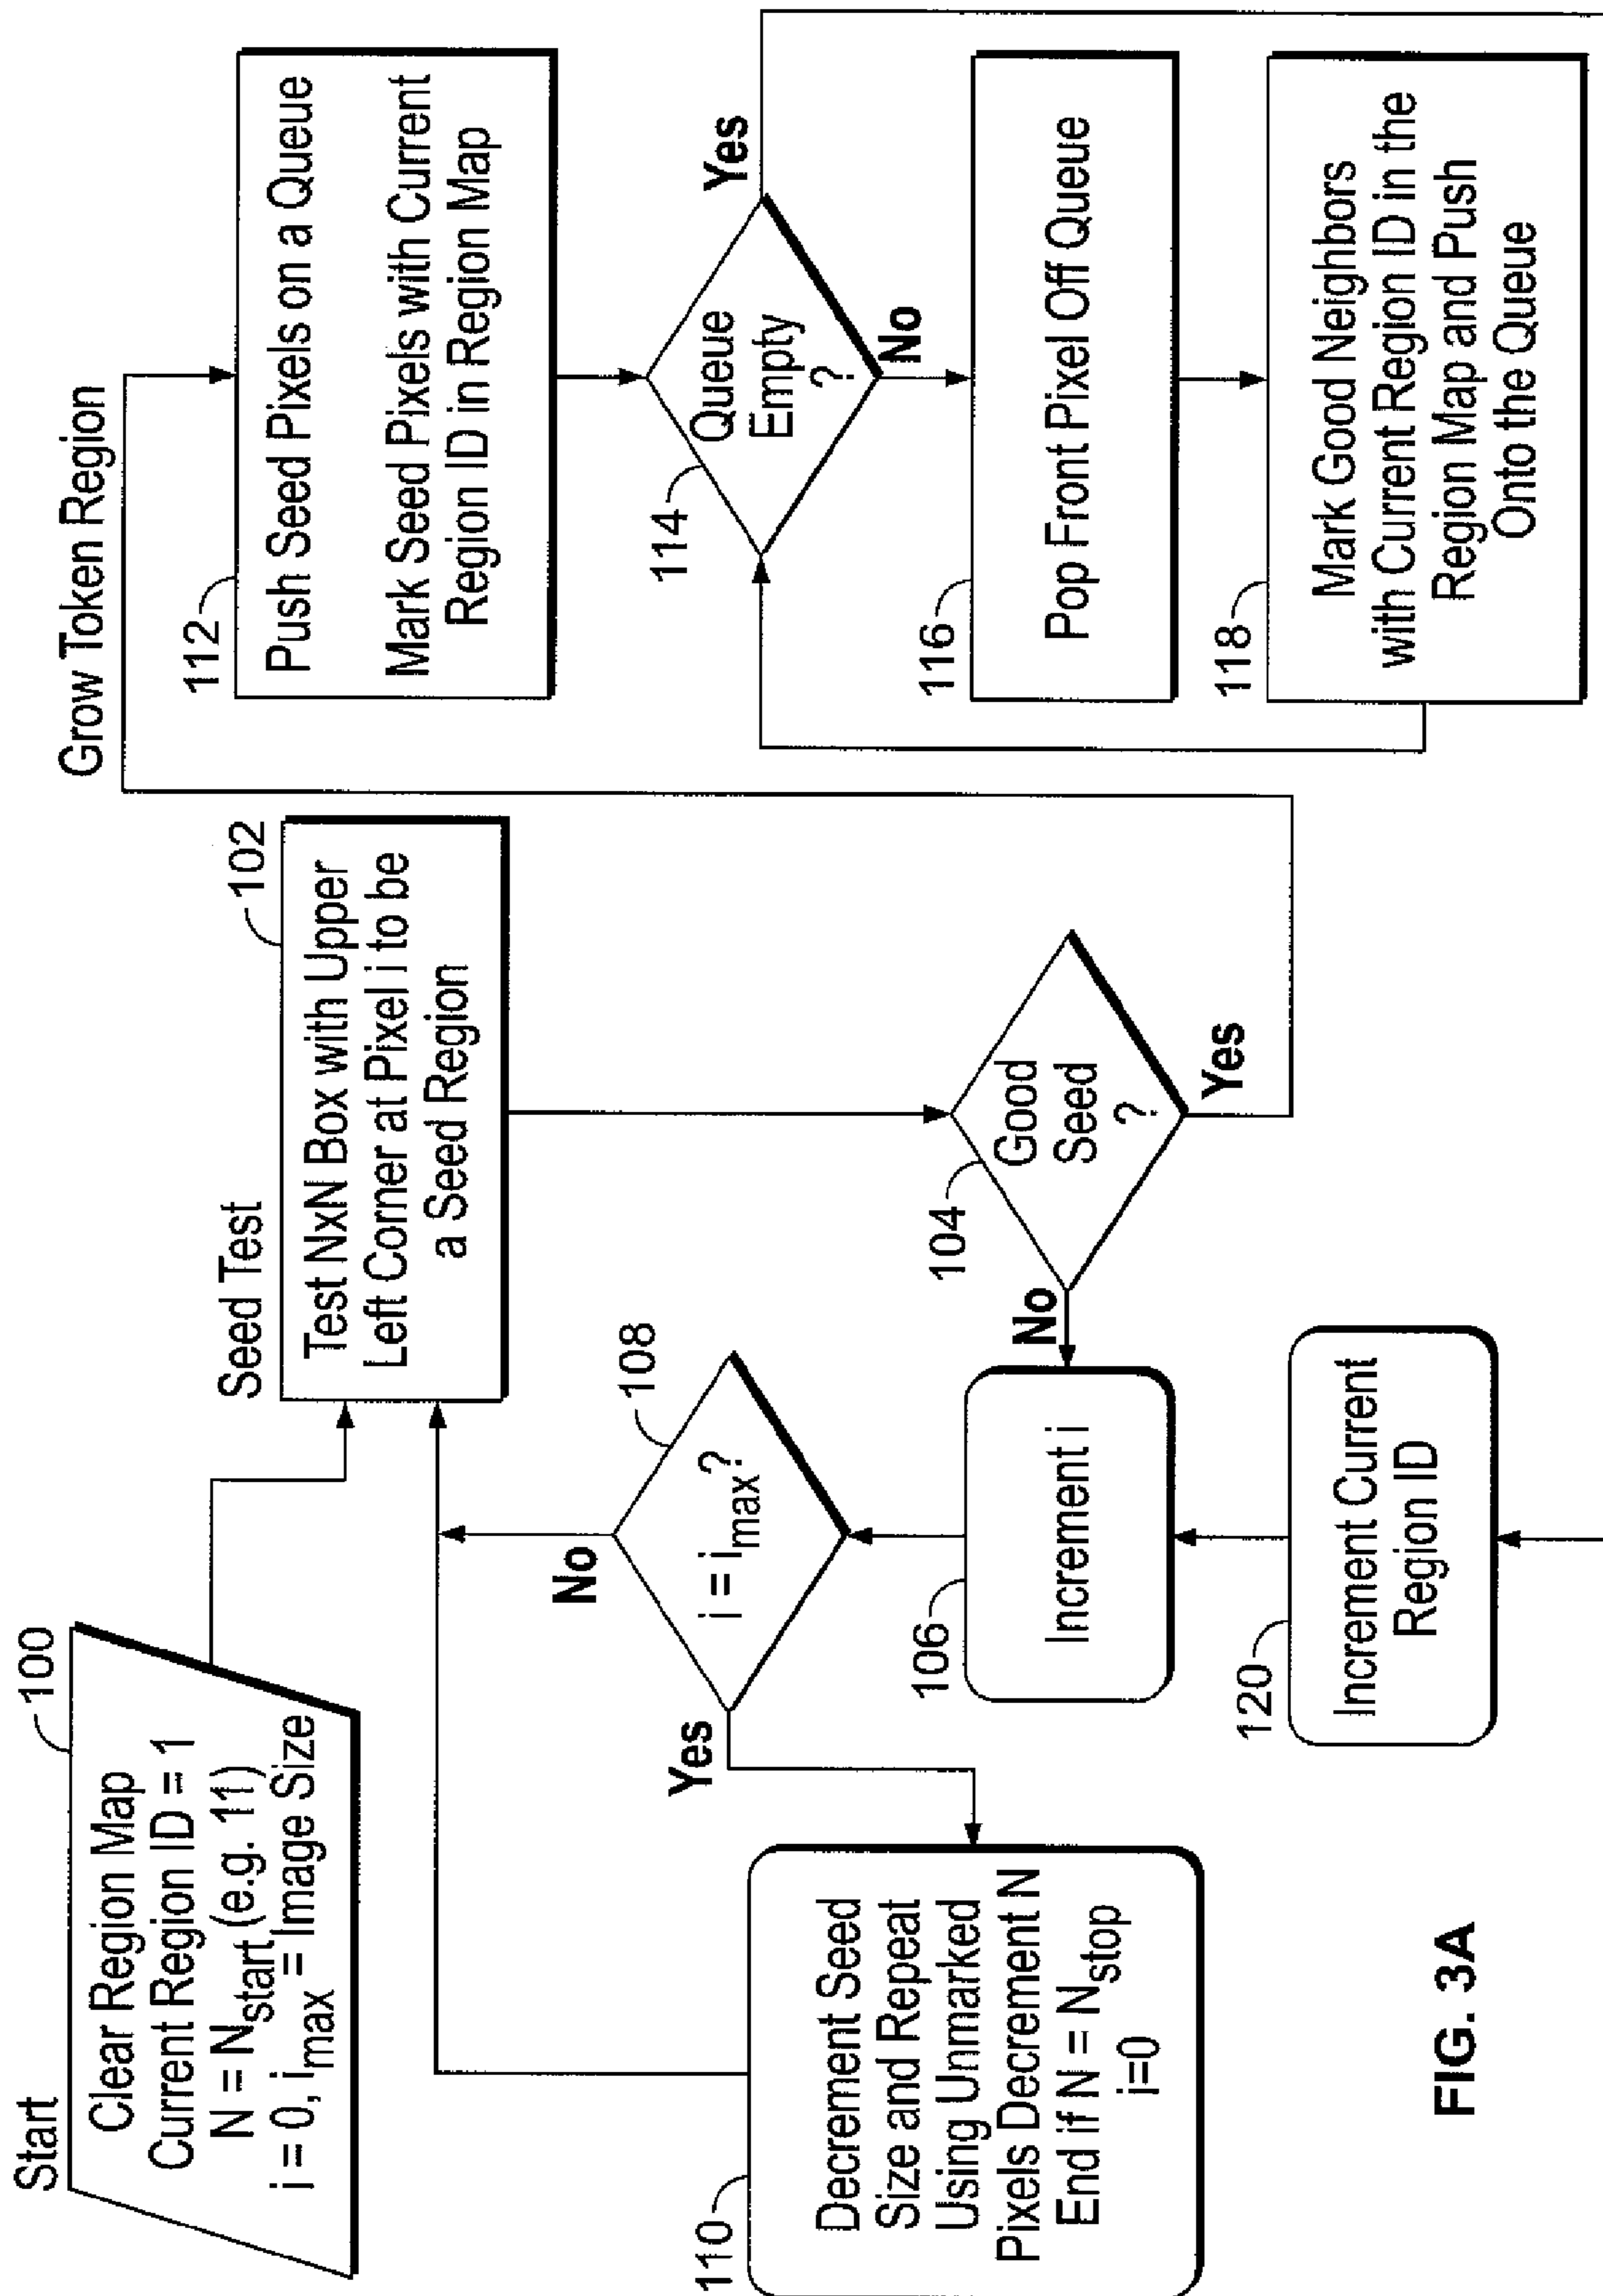 Start
100
Clear Region Map
Current Region ID = 1
N = Nstart (e.g. 11)
i = 0, imax = Image Size
Seed Test
102
Test NxN Box with Upper
Left Corner at Pixel i to be
a Seed Region
104
Good
Seed
?
No
Yes
106
Increment i
108
i = imax?
No
Yes
110
Decrement Seed
Size and Repeat
Using Unmarked
Pixels Decrement N
End if N = Nstop
i=0
Grow Token Region
112
Push Seed Pixels on a Queue
Mark Seed Pixels with Current
Region ID in Region Map
114
Queue
Empty
?
Yes
No
116
Pop Front Pixel Off Queue
118
Mark Good Neighbors
with Current Region ID in the
Region Map and Push
Onto the Queue
120
Increment Current
Region ID
FIG. 3A